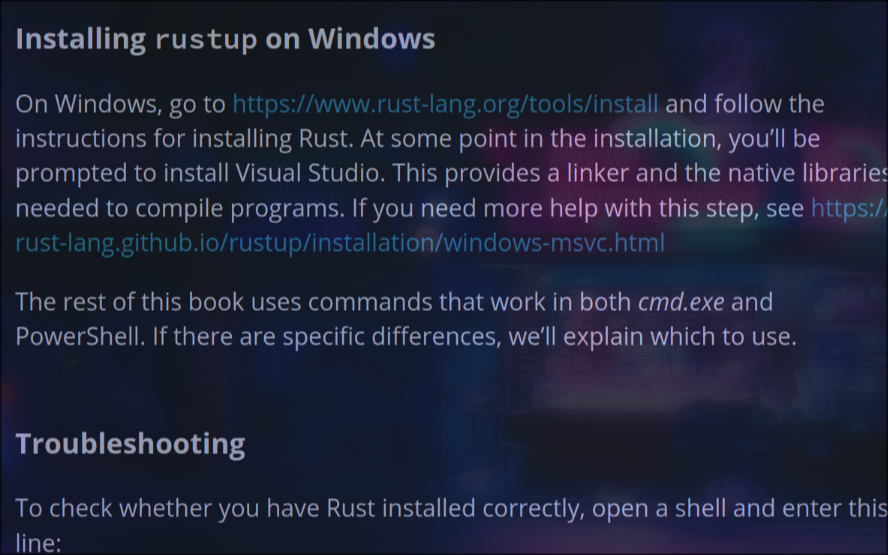 Installing rustup on Windows
On Windows, go to https://www.rust-lang.org/tools/install and follow the
instructions for installing Rust. At some point in the installation, you’ll be
prompted to install Visual Studio. This provides a linker and the native libraries
needed to compile programs. If you need more help with this step, see https://
rust-lang.github.io/rustup/installation/windows-msvc.html
The rest of this book uses commands that work in both cmd.exe and
PowerShell. If there are specific differences, we’ll explain which to use.
Troubleshooting
To check whether you have Rust installed correctly, open a shell and enter this
line: